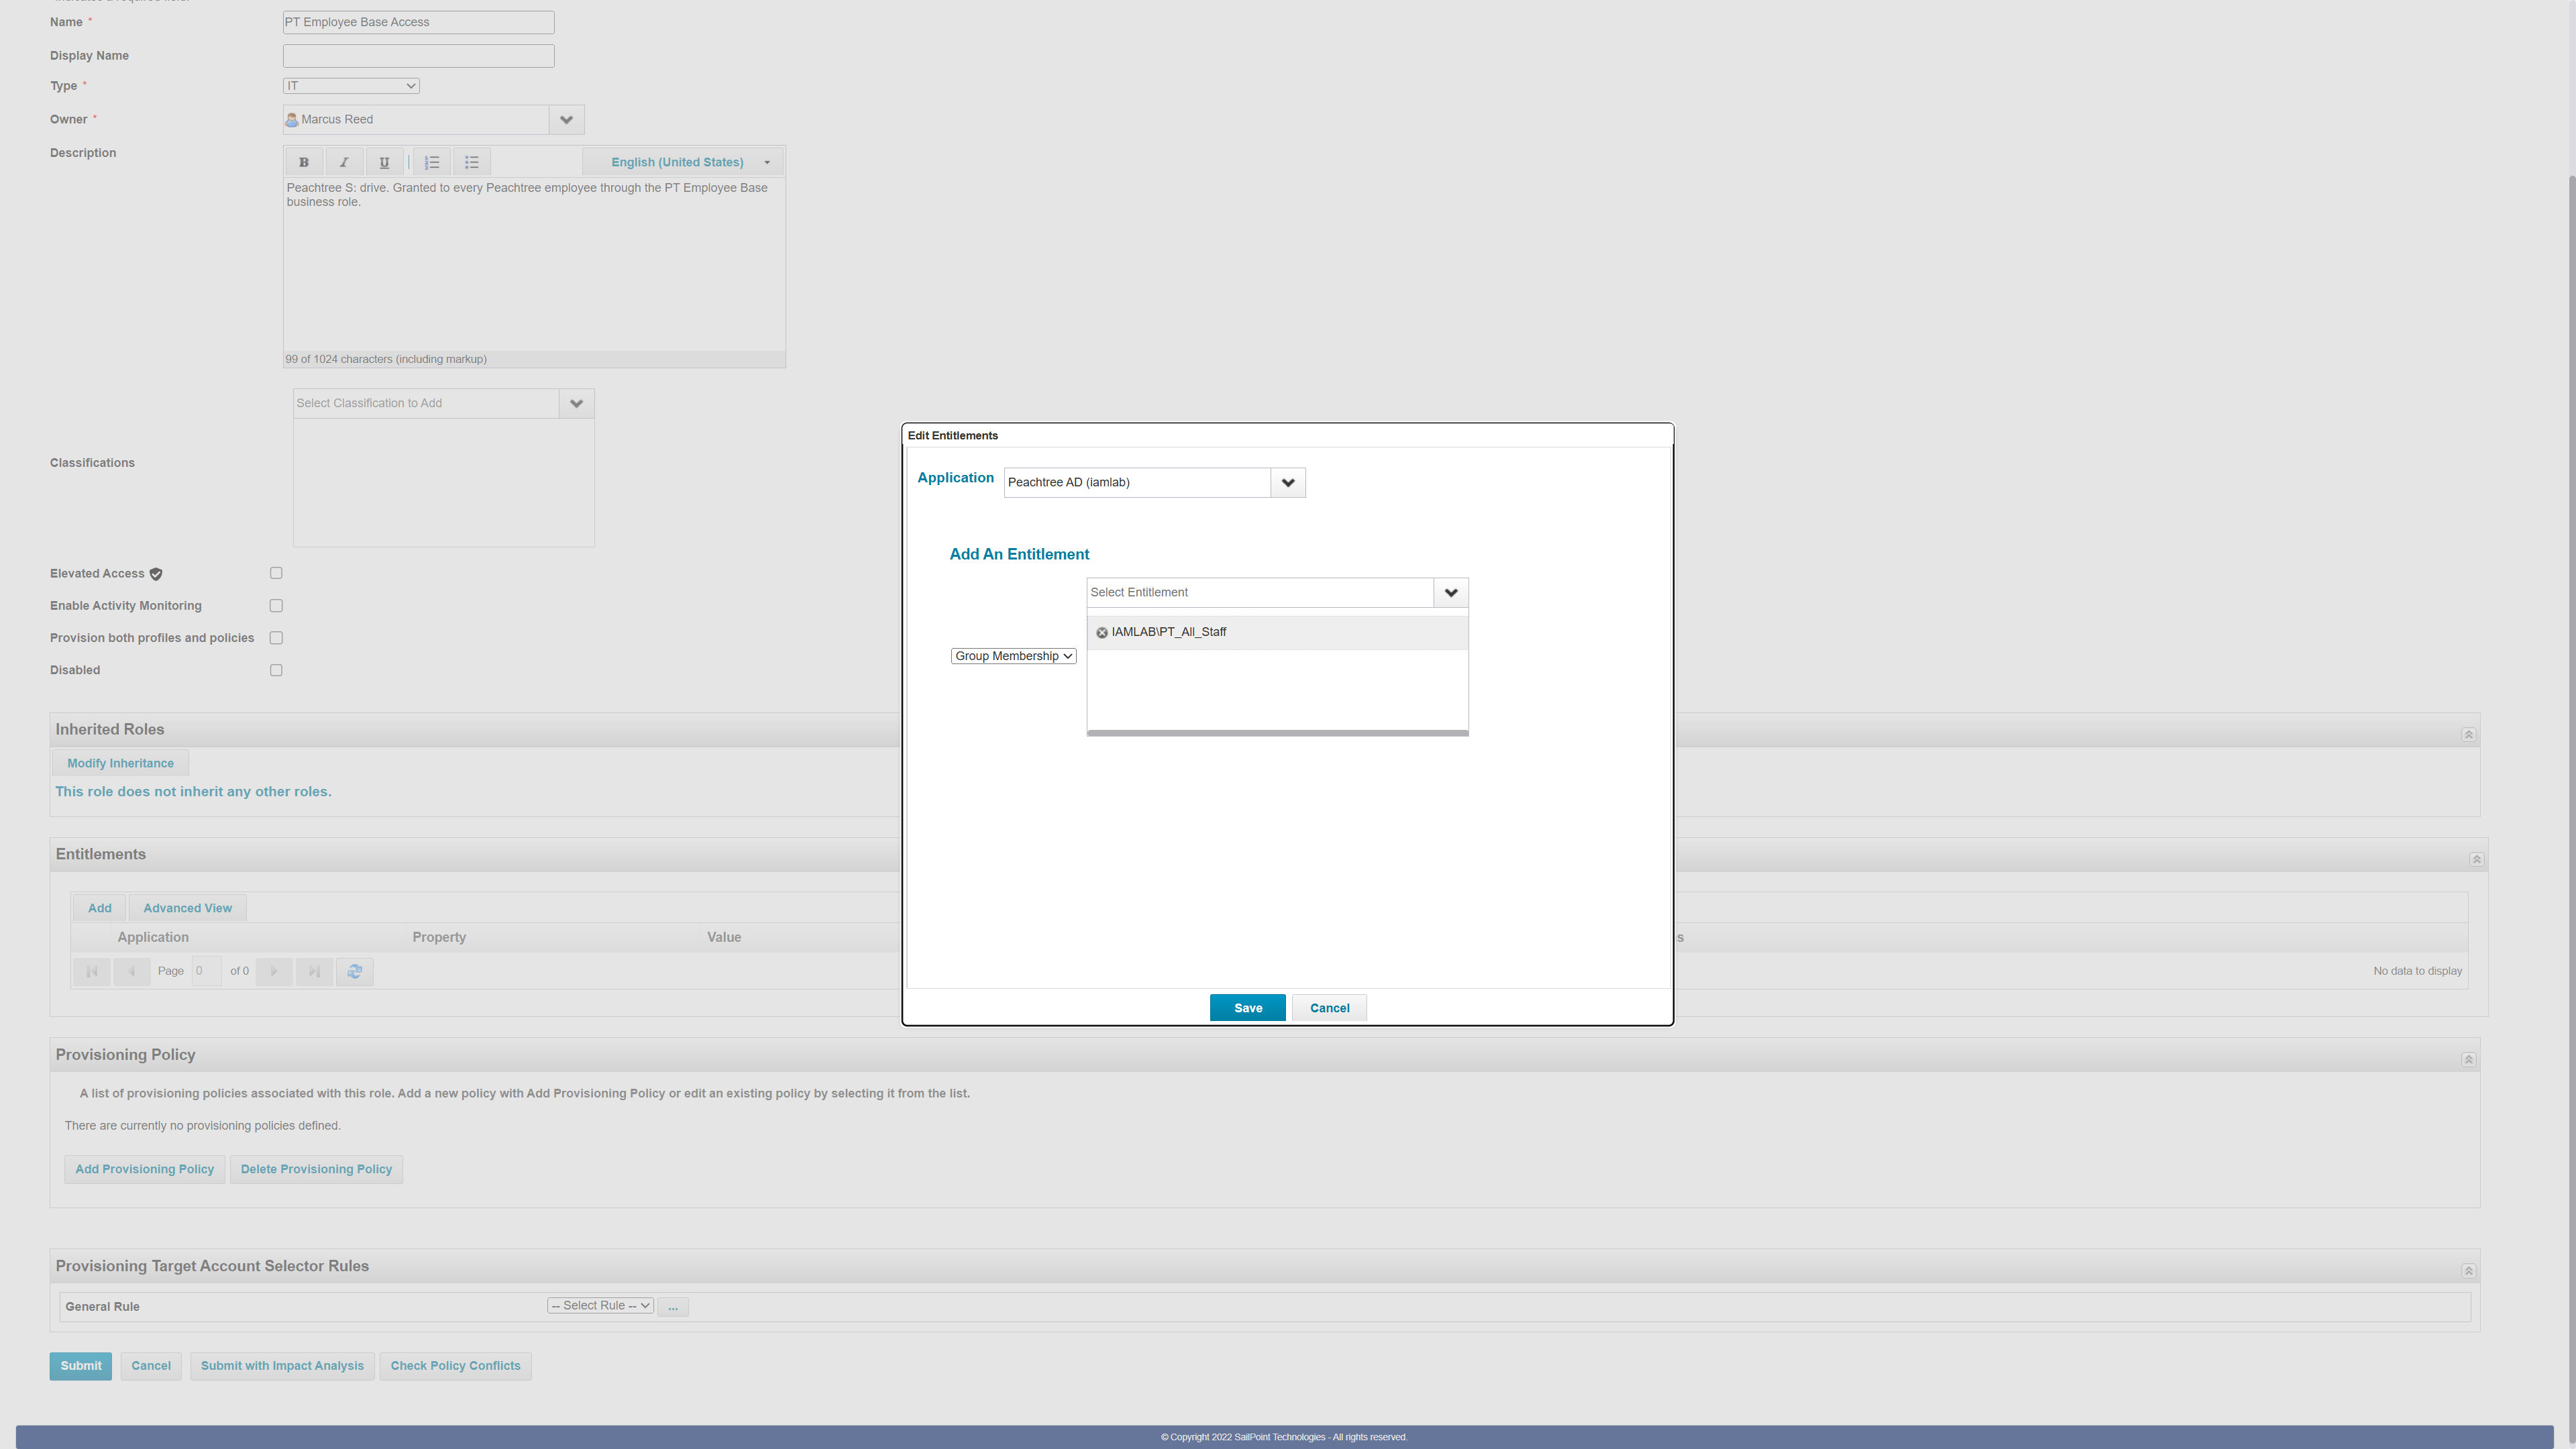 Name *
PT Employee Base Access
Display Name
Type *
IT
Owner *
Marcus Reed
Description
B I U
English (United States)
Peachtree S: drive. Granted to every Peachtree employee through the PT Employee Base
business role.
99 of 1024 characters (including markup)
Classifications
Select Classification to Add
Elevated Access
Enable Activity Monitoring
Provision both profiles and policies
Disabled
Inherited Roles
Modify Inheritance
This role does not inherit any other roles.
Entitlements
Add Advanced View
Application Property Value
Page 0 of 0
No data to display
Provisioning Policy
A list of provisioning policies associated with this role. Add a new policy with Add Provisioning Policy or edit an existing policy by selecting it from the list.
There are currently no provisioning policies defined.
Add Provisioning Policy Delete Provisioning Policy
Provisioning Target Account Selector Rules
General Rule
-- Select Rule -- ...
Submit Cancel Submit with Impact Analysis Check Policy Conflicts
© Copyright 2022 SailPoint Technologies - All rights reserved.
Edit Entitlements
Application
Peachtree AD (iamlab)
Add An Entitlement
Select Entitlement
IAMLAB\PT_All_Staff
Group Membership
Save Cancel